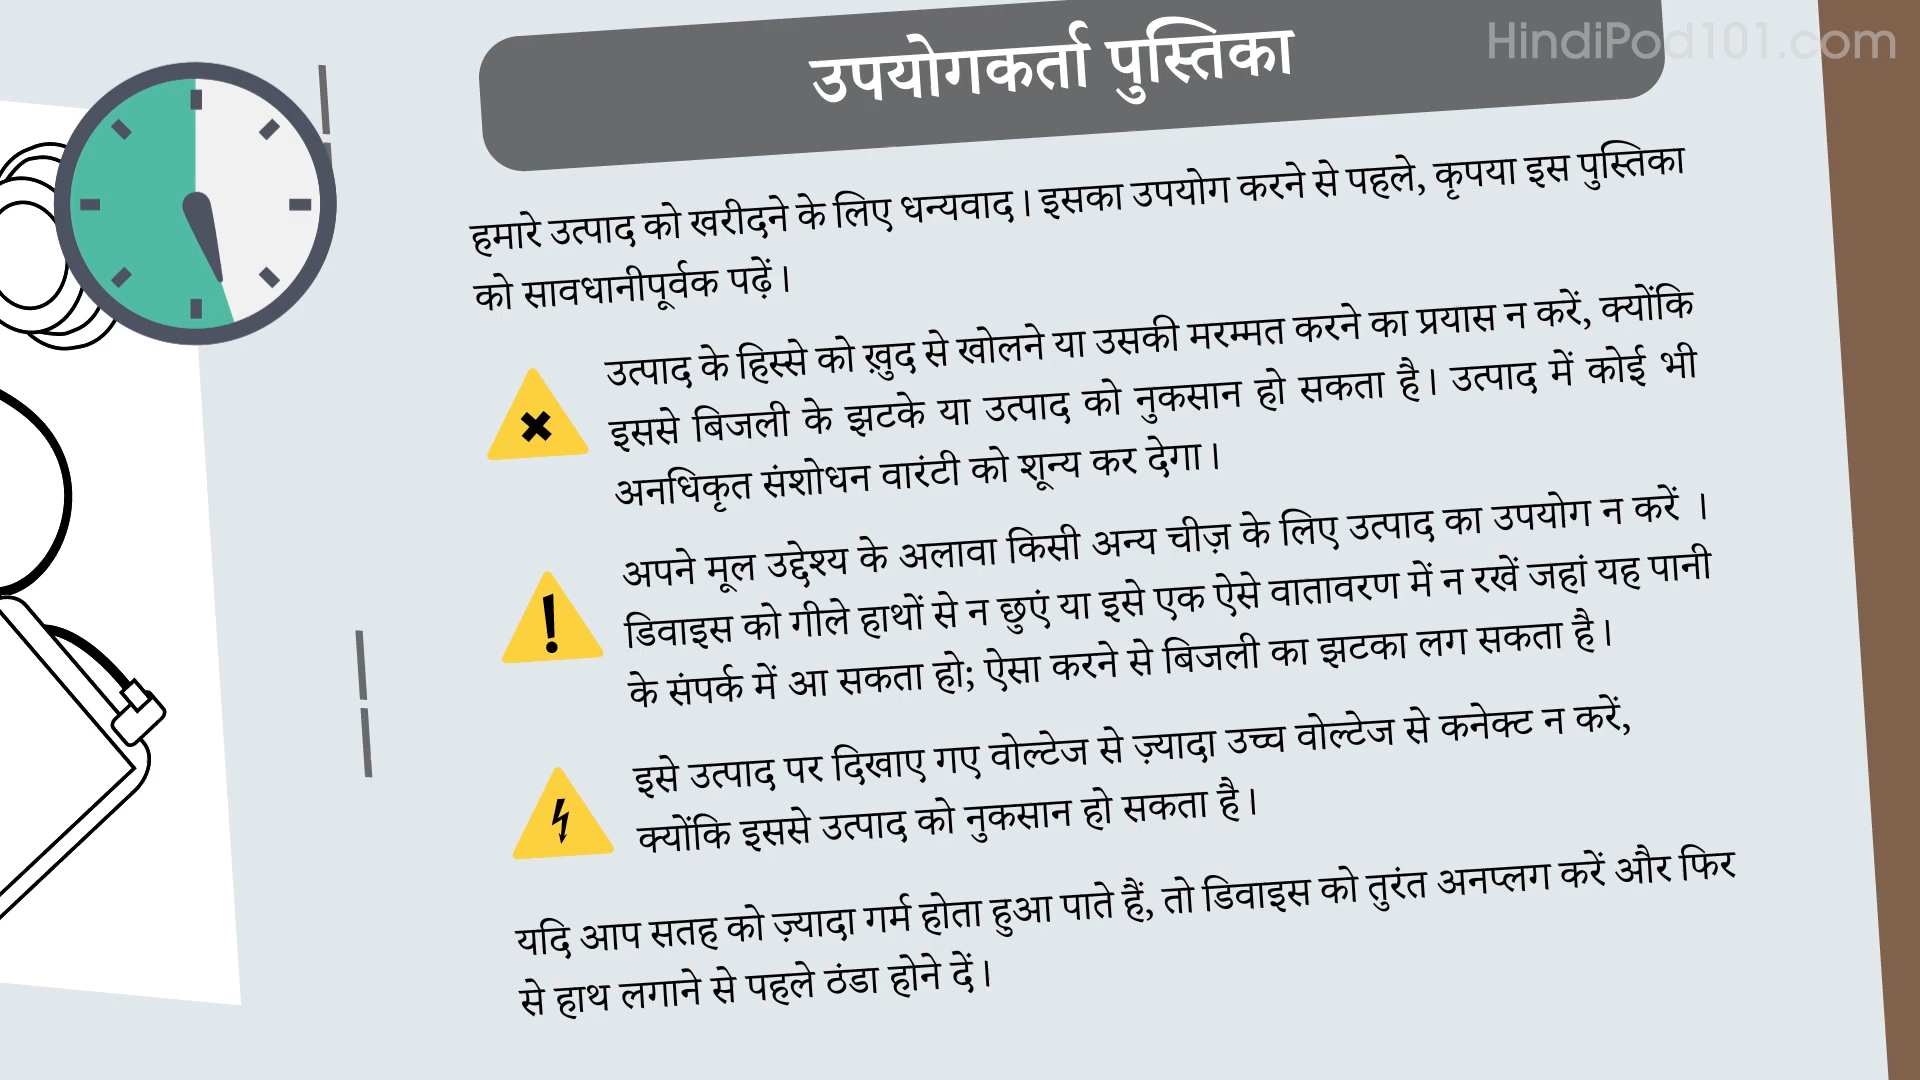 उपयोगकर्ता पुस्तिका
HindiPod101.com
हमारे उत्पाद को खरीदने के लिए धन्यवाद। इसका उपयोग करने से पहले, कृपया इस पुस्तिका
को सावधानीपूर्वक पढ़ें।
उत्पाद के हिस्से को ख़ुद से खोलने या उसकी मरम्मत करने का प्रयास न करें, क्योंकि
इससे बिजली के झटके या उत्पाद को नुकसान हो सकता है। उत्पाद में कोई भी
अनधिकृत संशोधन वारंटी को शून्य कर देगा।
अपने मूल उद्देश्य के अलावा किसी अन्य चीज़ के लिए उत्पाद का उपयोग न करें ।
डिवाइस को गीले हाथों से न छुएं या इसे एक ऐसे वातावरण में न रखें जहां यह पानी
के संपर्क में आ सकता हो; ऐसा करने से बिजली का झटका लग सकता है।
इसे उत्पाद पर दिखाए गए वोल्टेज से ज़्यादा उच्च वोल्टेज से कनेक्ट न करें,
क्योंकि इससे उत्पाद को नुकसान हो सकता है।
यदि आप सतह को ज़्यादा गर्म होता हुआ पाते हैं, तो डिवाइस को तुरंत अनप्लग करें और फिर
से हाथ लगाने से पहले ठंडा होने दें।